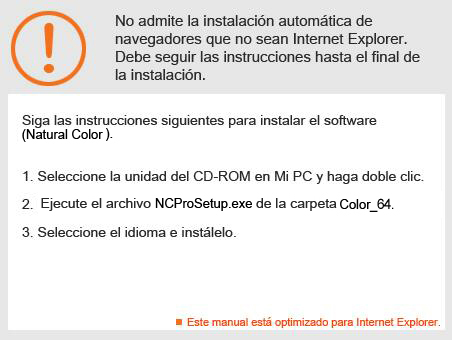 No admite la instalación automática de
navegadores que no sean Internet Explorer.
Debe seguir las instrucciones hasta el final de
la instalación.
Siga las instrucciones siguientes para instalar el software
(Natural Color ).
1. Seleccione la unidad del CD-ROM en Mi PC y haga doble clic.
2. Ejecute el archivo NCProSetup.exe de la carpeta Color_64.
3. Seleccione el idioma e instálelo.
Este manual está optimizado para Internet Explorer.